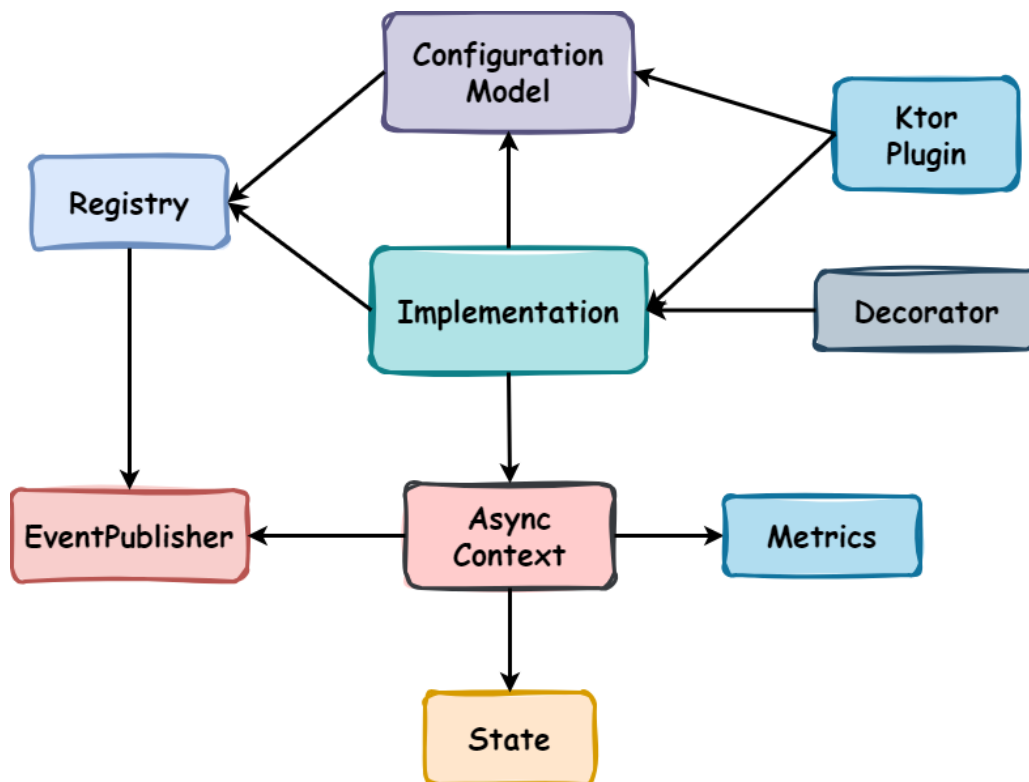 Configuration
Model
Ktor
Plugin
Registry
Implementation
Decorator
EventPublisher
Async
Context
Metrics
State